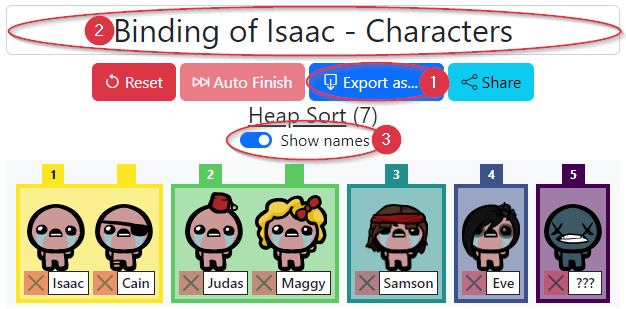 2 Binding of Isaac - Characters
Reset Auto Finish Export as... 1 Share
Heap Sort (7)
Show names 3
1 2 3 4 5
Isaac Cain Judas Maggy Samson Eve ???